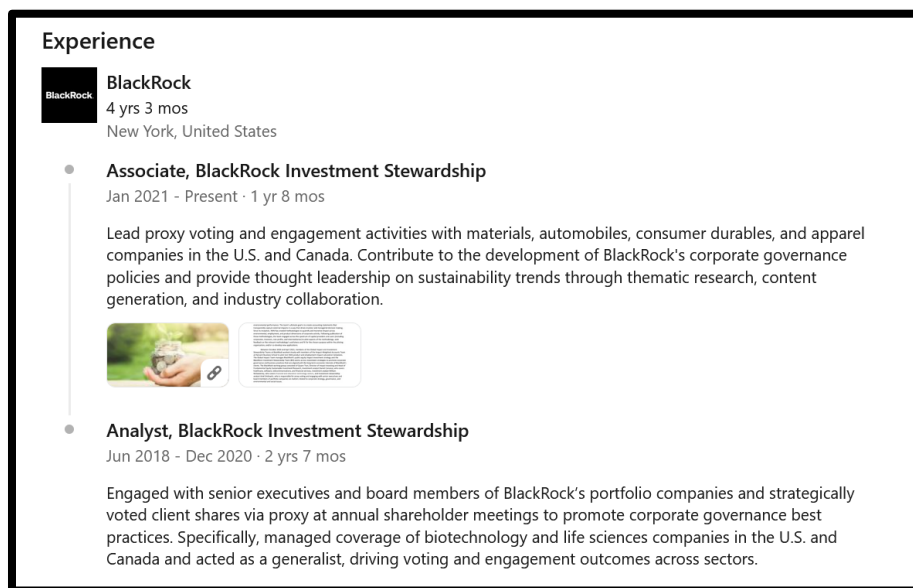 Experience
BlackRock
BlackRock
4 yrs 3 mos
New York, United States
Associate, BlackRock Investment Stewardship
Jan 2021 - Present · 1 yr 8 mos
Lead proxy voting and engagement activities with materials, automobiles, consumer durables, and apparel
companies in the U.S. and Canada. Contribute to the development of BlackRock's corporate governance
policies and provide thought leadership on sustainability trends through thematic research, content
generation, and industry collaboration.
Analyst, BlackRock Investment Stewardship
Jun 2018 - Dec 2020 · 2 yrs 7 mos
Engaged with senior executives and board members of BlackRock’s portfolio companies and strategically
voted client shares via proxy at annual shareholder meetings to promote corporate governance best
practices. Specifically, managed coverage of biotechnology and life sciences companies in the U.S. and
Canada and acted as a generalist, driving voting and engagement outcomes across sectors.